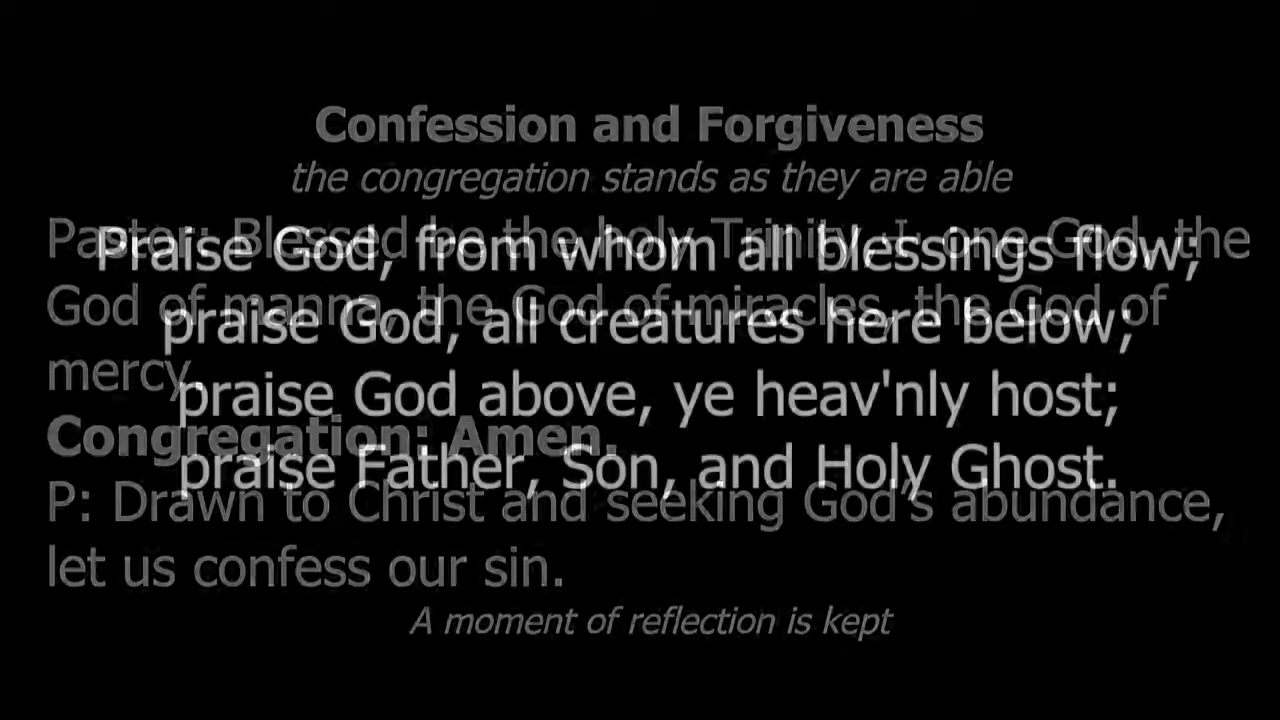 Confession and Forgiveness
the congregation stands as they are able
Pastor: Blessed be the holy Trinity, ☩ one God, the
Praise God, from whom all blessings flow;
God of manna, the God of miracles, the God of
praise God, all creatures here below;
mercy.
praise God above, ye heav'nly host;
Congregation: Amen.
praise Father, Son, and Holy Ghost.
P: Drawn to Christ and seeking God’s abundance,
let us confess our sin.
A moment of reflection is kept